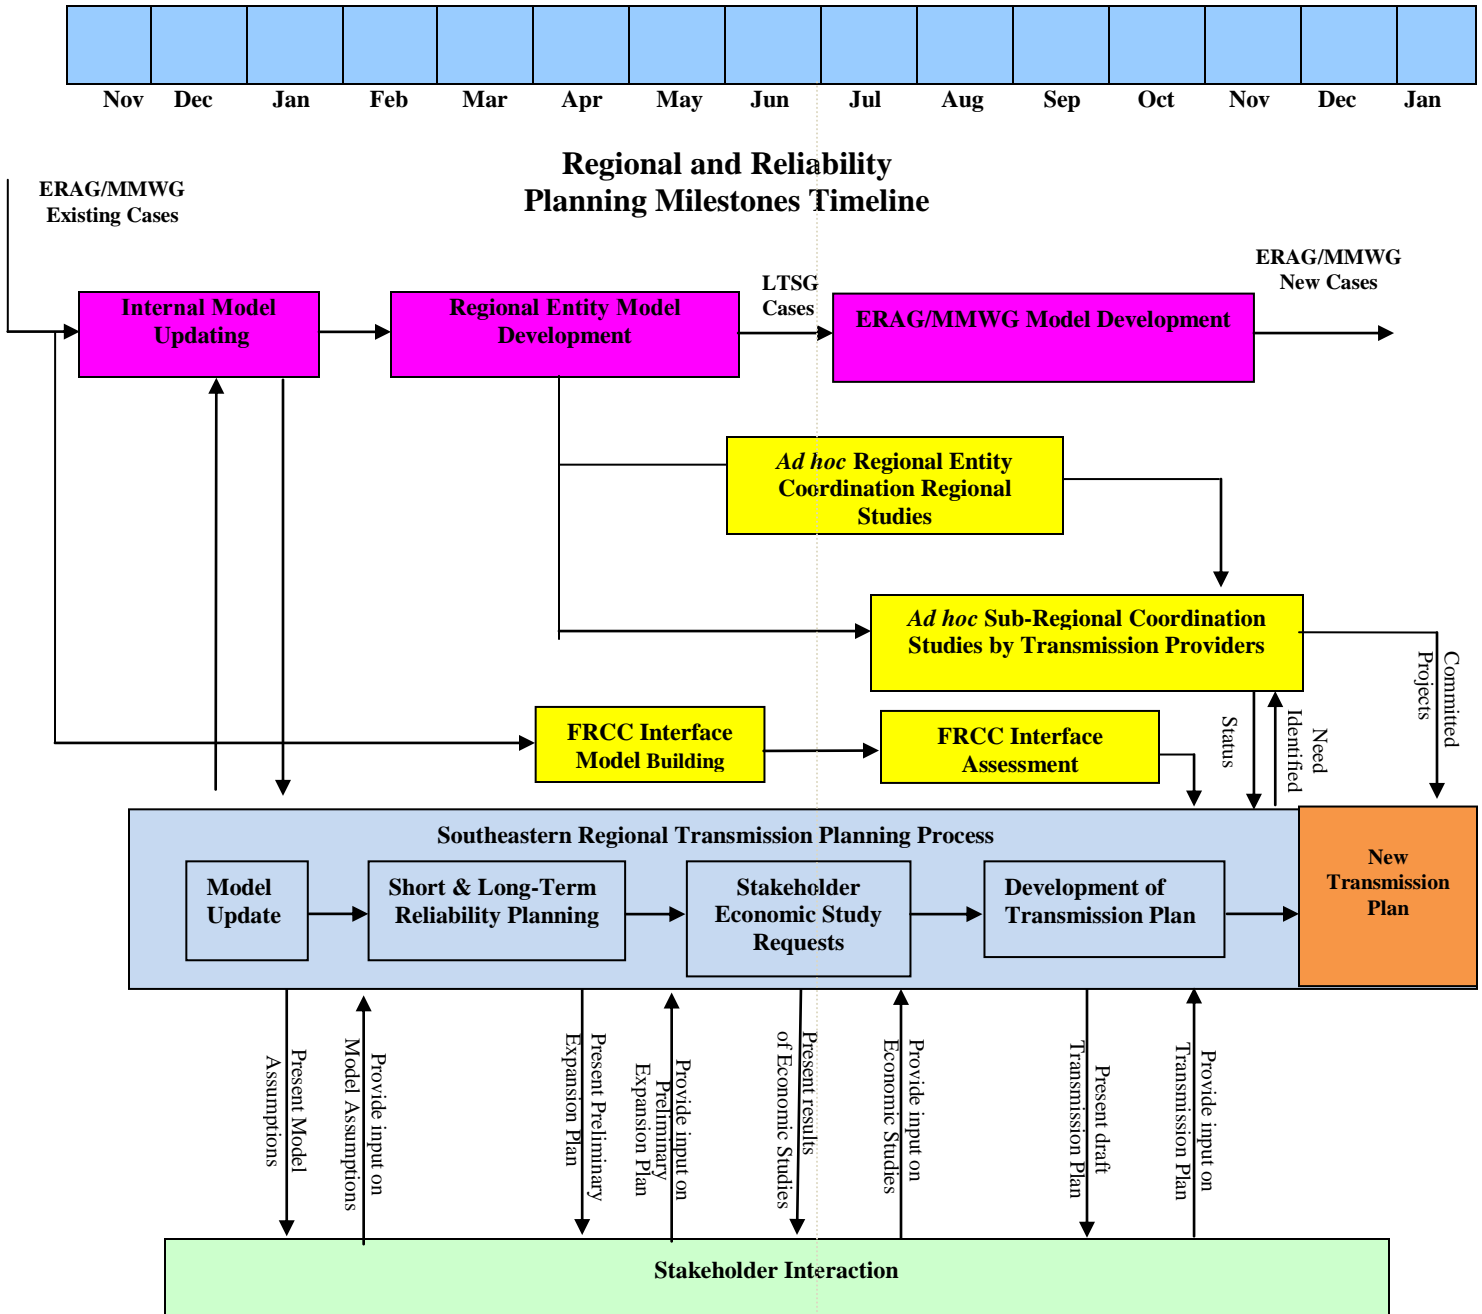 Nov Dec Jan Feb Mar Apr May Jun Jul Aug Sep Oct Nov Dec Jan
Regional and Reliability
Planning Milestones Timeline
ERAG/MMWG
Existing Cases
LTSG
Cases
ERAG/MMWG
New Cases
Internal Model
Updating
Regional Entity Model
Development
ERAG/MMWG Model Development
Ad hoc Regional Entity
Coordination Regional
Studies
Ad hoc Sub-Regional Coordination
Studies by Transmission Providers
Committed
Projects
FRCC Interface
Model Building
FRCC Interface
Assessment
Status
Need
Identified
Southeastern Regional Transmission Planning Process
Model
Update
Short & Long-Term
Reliability Planning
Stakeholder
Economic Study
Requests
Development of
Transmission Plan
New
Transmission
Plan
Present Model
Assumptions
Provide input on
Model Assumptions
Present Preliminary
Expansion Plan
Provide input on
Preliminary
Expansion Plan
Present results
of Economic Studies
Provide input on
Economic Studies
Present draft
Transmission Plan
Provide input on
Transmission Plan
Stakeholder Interaction